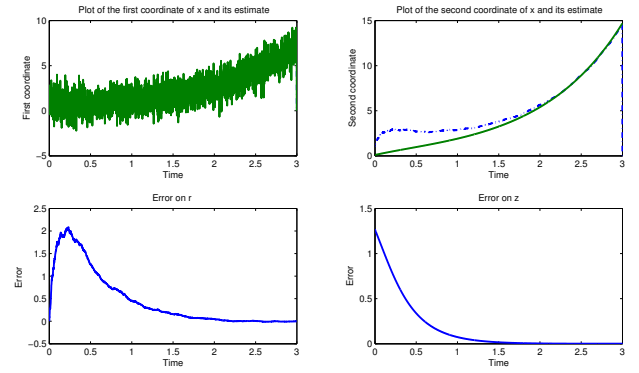 Plot of the first coordinate of x and its estimate
10
5
0
−5
0 0.5 1 1.5 2 2.5 3
First coordinate
Time
Plot of the second coordinate of x and its estimate
15
10
5
0
0 0.5 1 1.5 2 2.5 3
Second coordinate
Time
Error on r
2.5
2
1.5
1
0.5
0
−0.5
0 0.5 1 1.5 2 2.5 3
Error
Time
Error on z
1.5
1
0.5
0
0 0.5 1 1.5 2 2.5 3
Error
Time